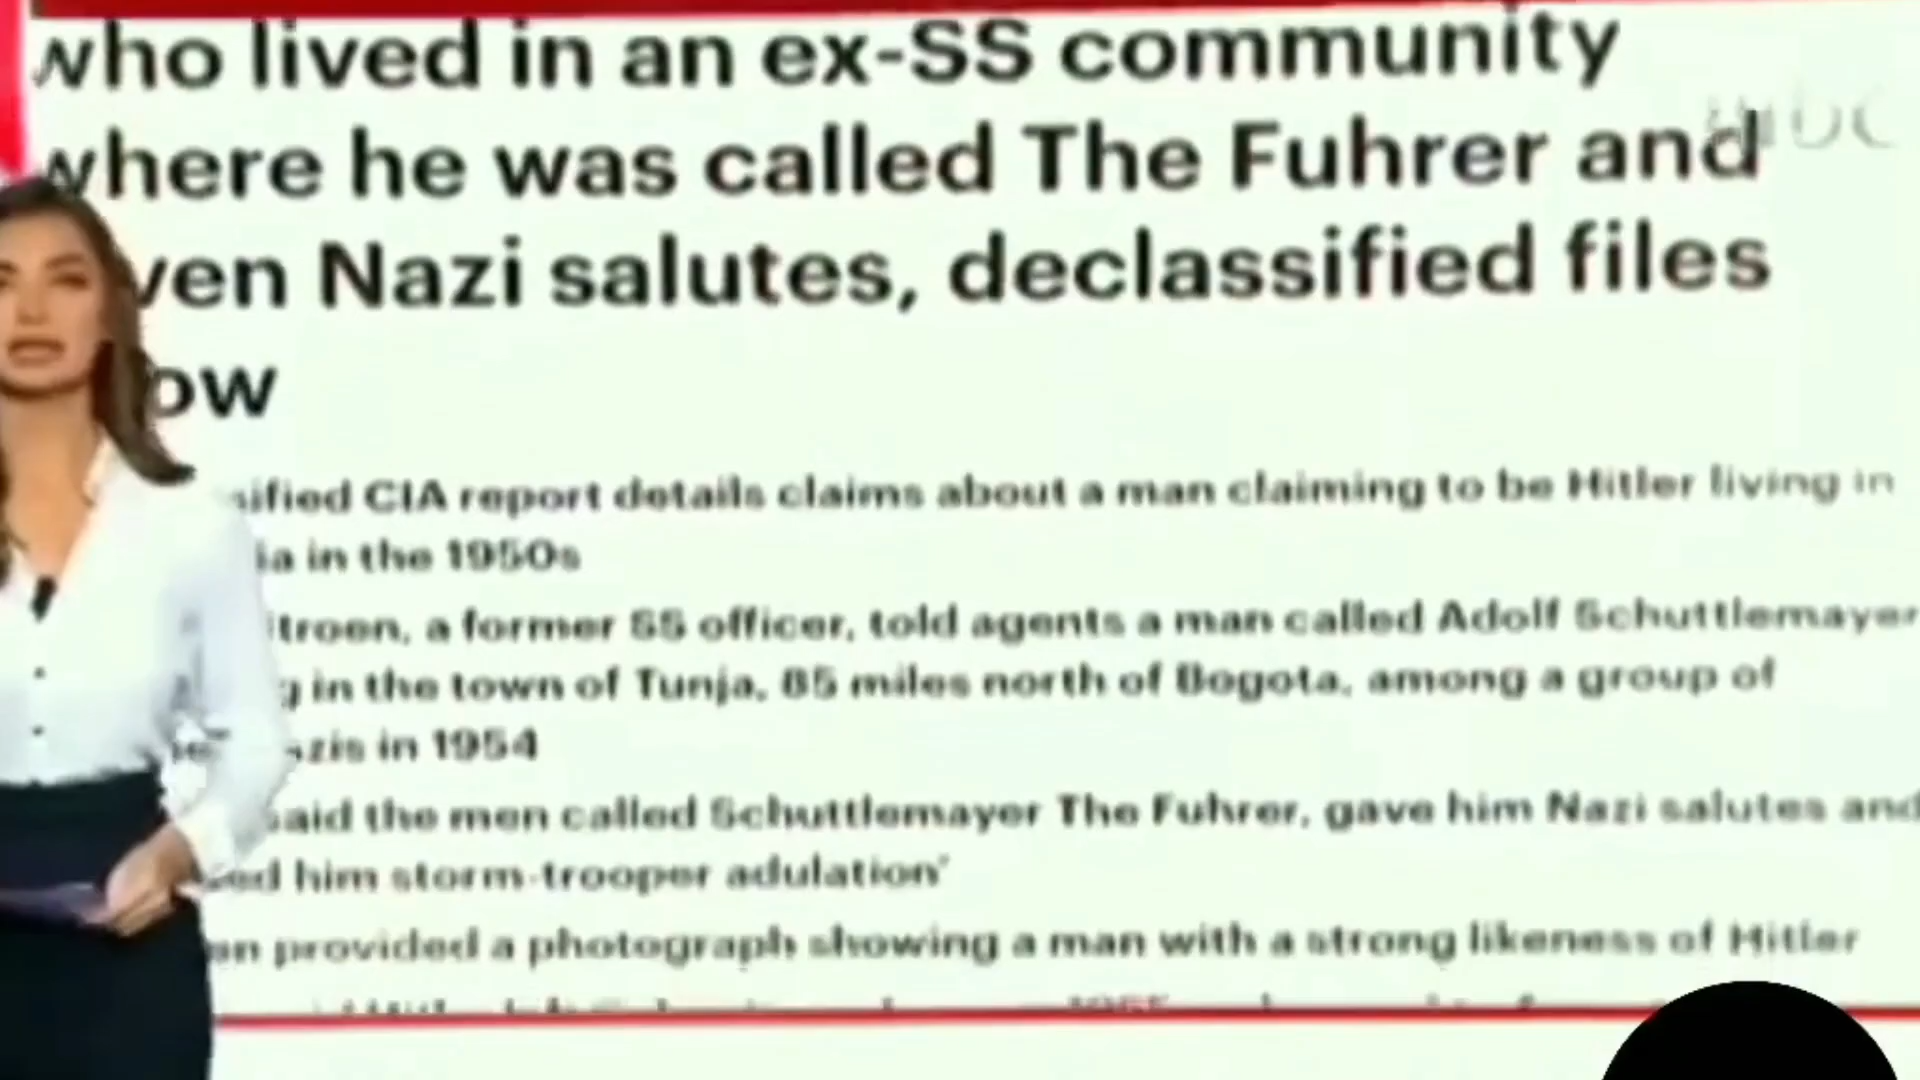 who lived in an ex-SS community
where he was called The Fuhrer and
ven Nazi salutes, declassified files
ow
sified CIA report details claims about a man claiming to be Hitler living in
ia in the 1950s
troen, a former SS officer, told agents a man called Adolf Schuttlemayer
g in the town of Tunja, 85 miles north of Bogota, among a group of
zis in 1954
said the men called Schuttlemayer The Fuhrer, gave him Nazi salutes and
ed him storm-trooper adulation'
en provided a photograph showing a man with a strong likeness of Hitler